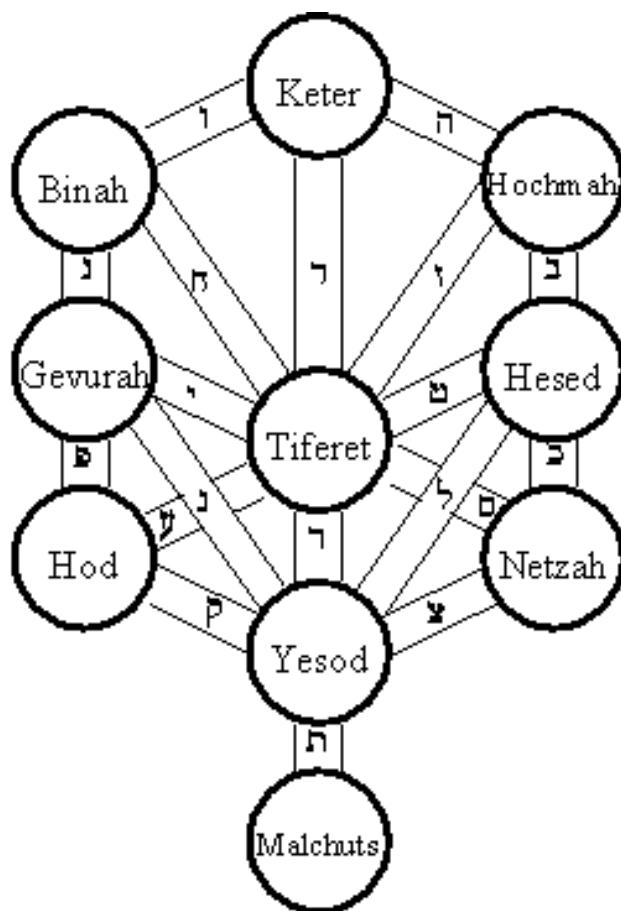 Keter
ו
ה
Binah
Hochmah
ח
ז
Gevurah
Hesed
י
ט
Tiferet
פ
כ
נ
ל
ע
ס
Hod
Netzah
ק
צ
Yesod
ת
Malchuts